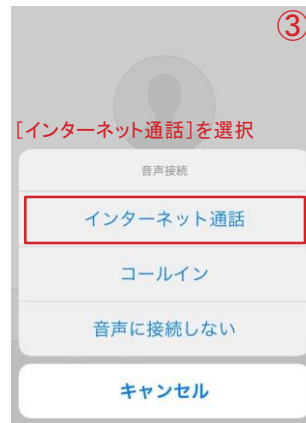 ③
[インターネット通話]を選択
音声接続
インターネット通話
コールイン
音声に接続しない
キャンセル